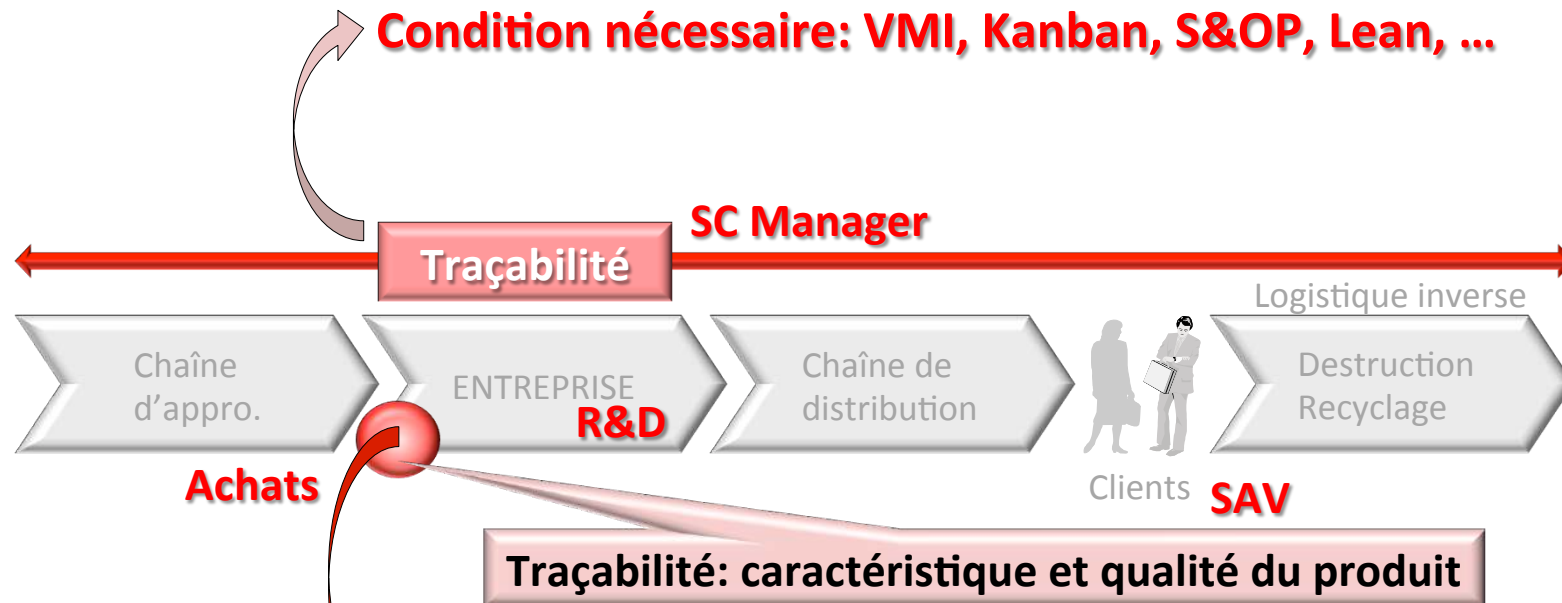 Condition nécessaire: VMI, Kanban, S&OP, Lean, ...
SC Manager
Traçabilité
Logistique inverse
Chaîne
d’appro.
ENTREPRISE
R&D
Chaîne de
distribution
Destruction
Recyclage
Achats
Clients
SAV
Traçabilité: caractéristique et qualité du produit